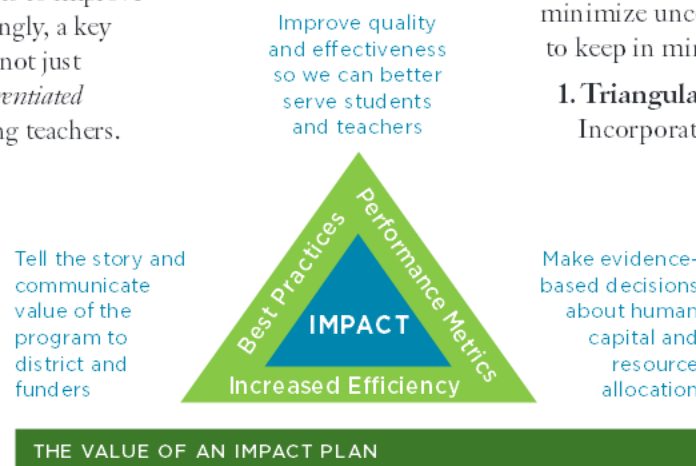 ngly, a key
not just
rentiated
ng teachers.
Improve quality
and effectiveness
so we can better
serve students
and teachers
minimize unc
to keep in min
1. Triangula
Incorporat
Tell the story and
communicate
value of the
program to
district and
funders
Best Practices
Performance Metrics
IMPACT
Increased Efficiency
Make evidence-
based decisions
about human
capital and
resource
allocation
THE VALUE OF AN IMPACT PLAN